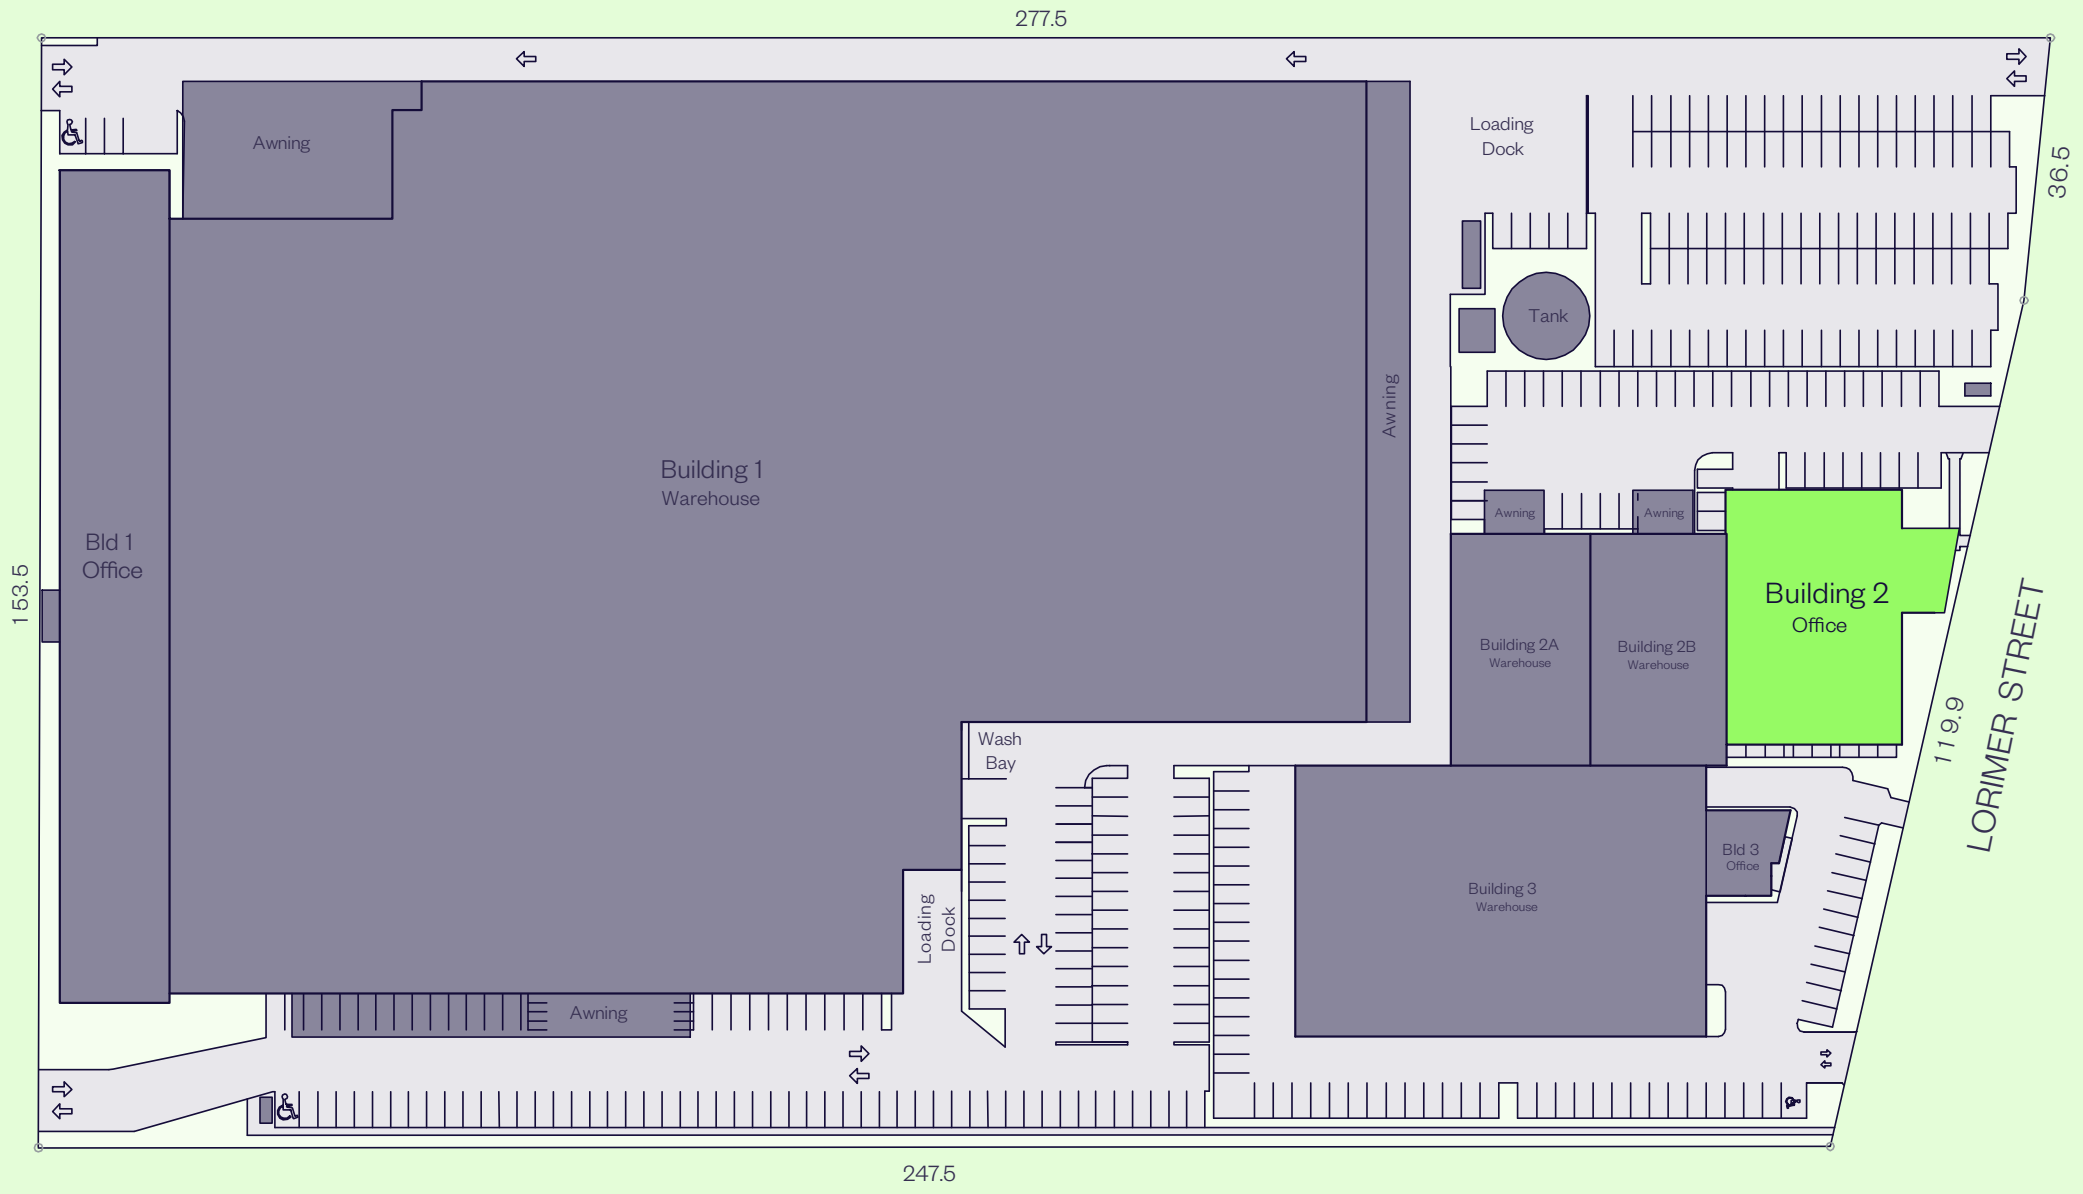 277.5
Awning
Loading
Dock
36.5
Tank
Awning
Building 1
Warehouse
Awning
Awning
Bld 1
Office
153.5
Building 2
Office
Building 2A
Warehouse
Building 2B
Warehouse
LORIMER STREET
119.9
Wash
Bay
Bld 3
Office
Building 3
Warehouse
Loading
Dock
Awning
247.5